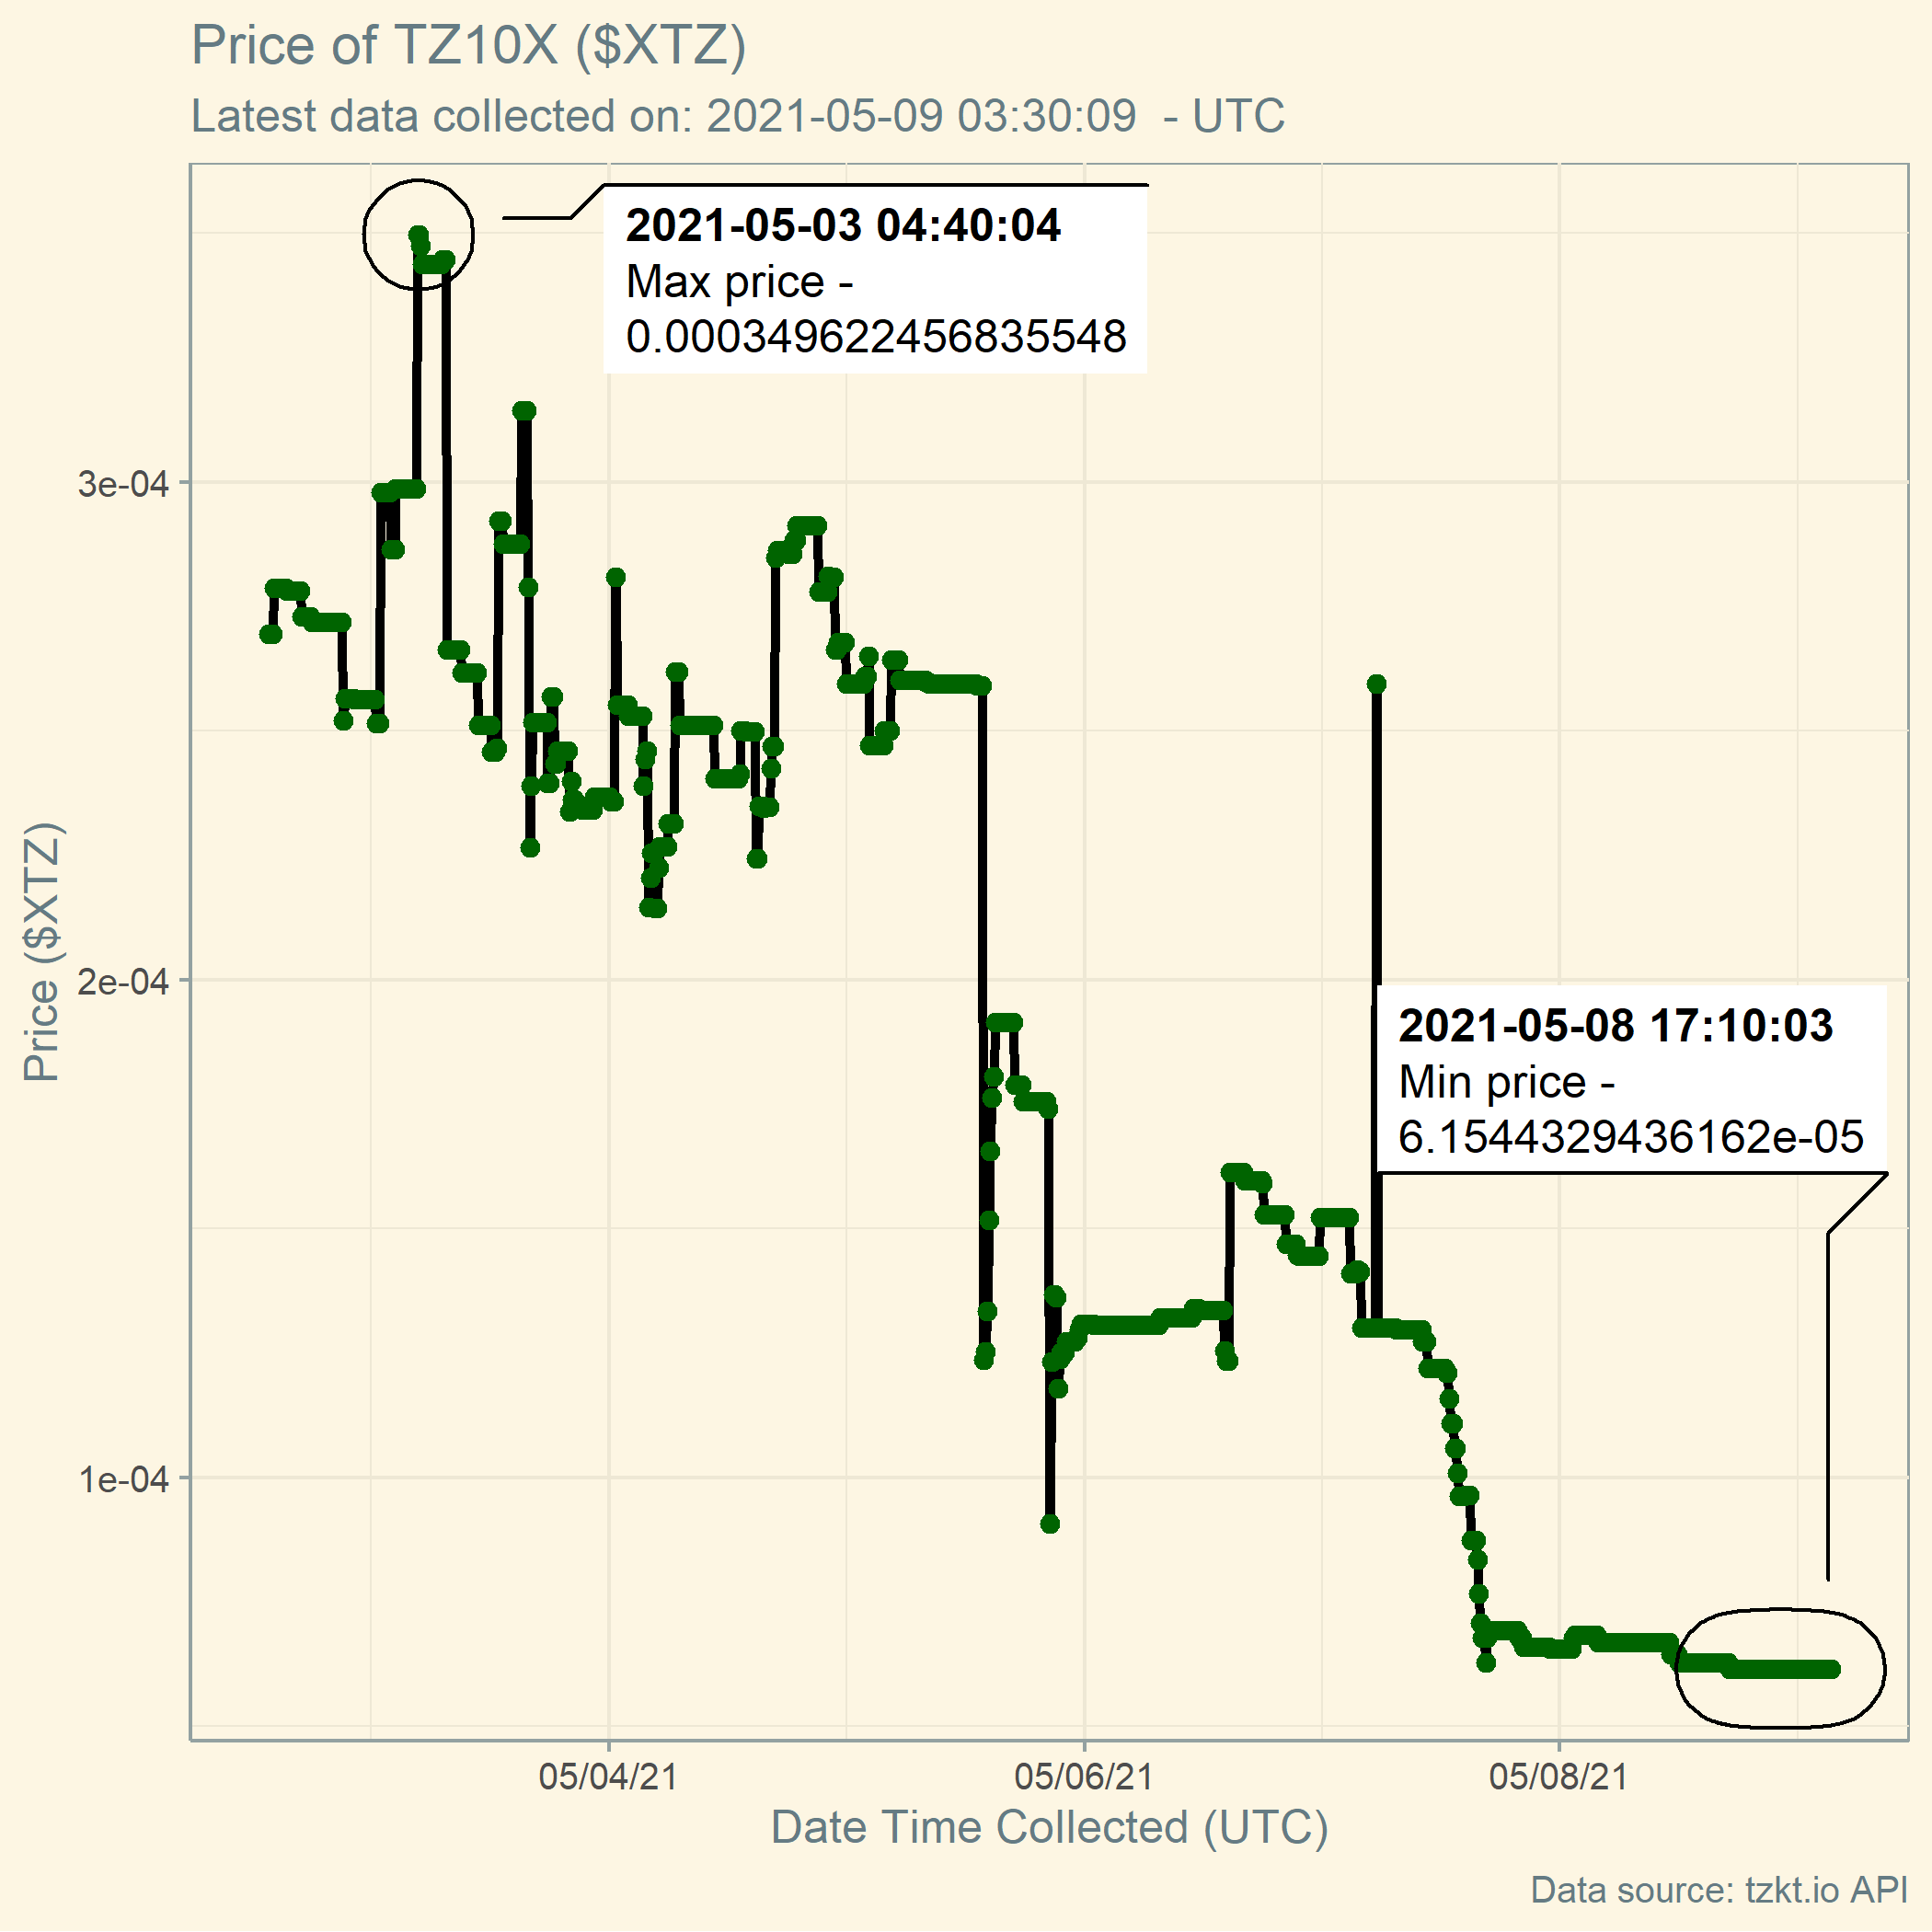 Price of TZ10X ($XTZ)
Latest data collected on: 2021-05-09 03:30:09  - UTC
2021-05-03 04:40:04
Max price -
0.000349622456835548
3e-04
2e-04
1e-04
Price ($XTZ)
2021-05-08 17:10:03
Min price -
6.1544329436162e-05
05/04/21
05/06/21
05/08/21
Date Time Collected (UTC)
Data source: tzkt.io API